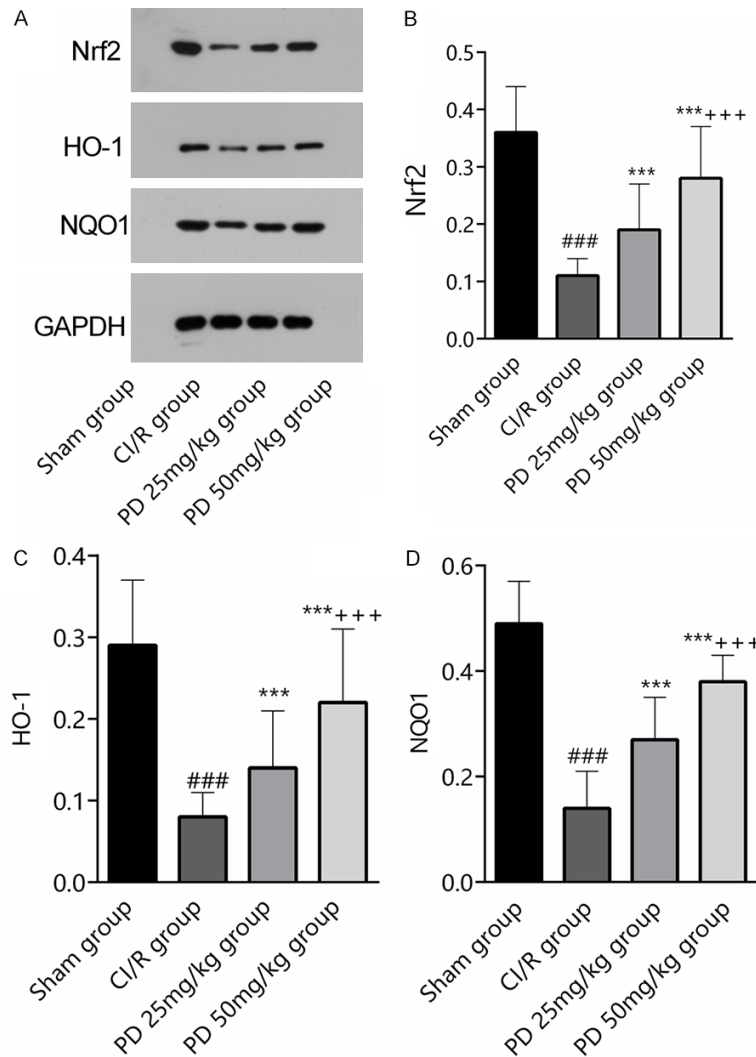 A
Nrf2
HO-1
NQO1
GAPDH
Sham group
CI/R group
PD 25mg/kg group
PD 50mg/kg group
B
Nrf2
0.5
0.4
0.3
0.2
0.1
0.0
###
***
***+++
Sham group
CI/R group
PD 25mg/kg group
PD 50mg/kg group
C
HO-1
0.4
0.3
0.2
0.1
0.0
###
***
***+++
Sham group
CI/R group
PD 25mg/kg group
PD 50mg/kg group
D
NQO1
0.6
0.4
0.2
0.0
###
***
***+++
Sham group
CI/R group
PD 25mg/kg group
PD 50mg/kg group